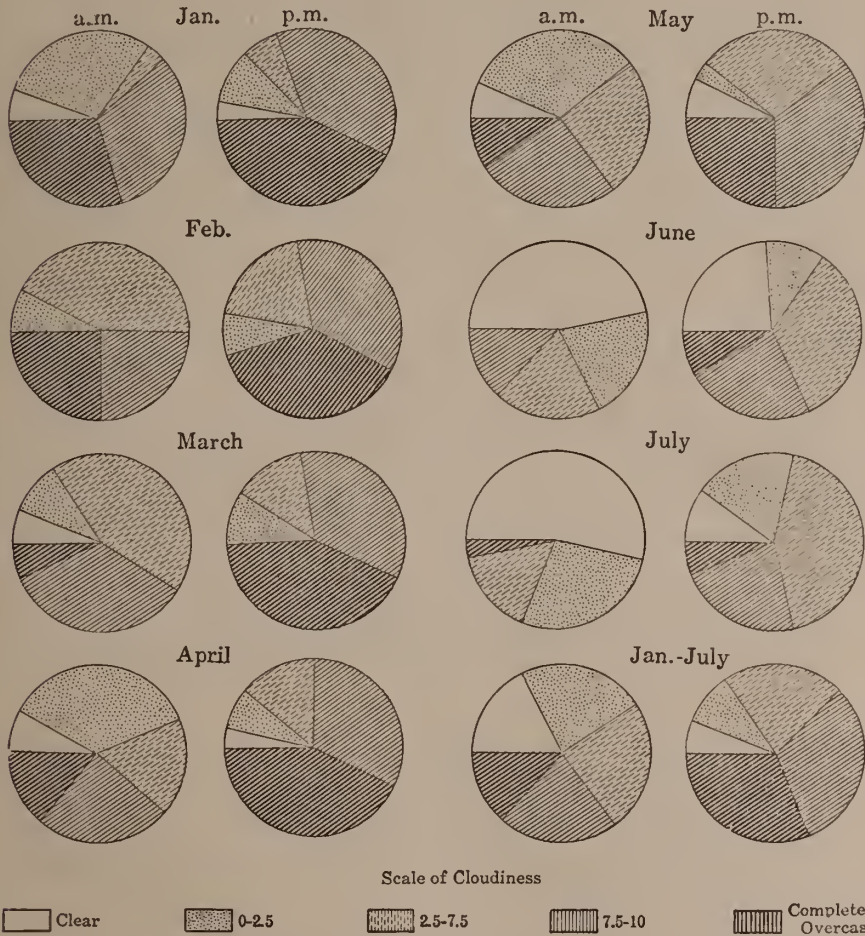 a.m. Jan. p.m.
a.m. May p.m.
Feb.
June
March
July
April
Jan.-July
Scale of Cloudiness
Clear
0-2.5
2.5-7.5
7.5-10
Complete
Overcas